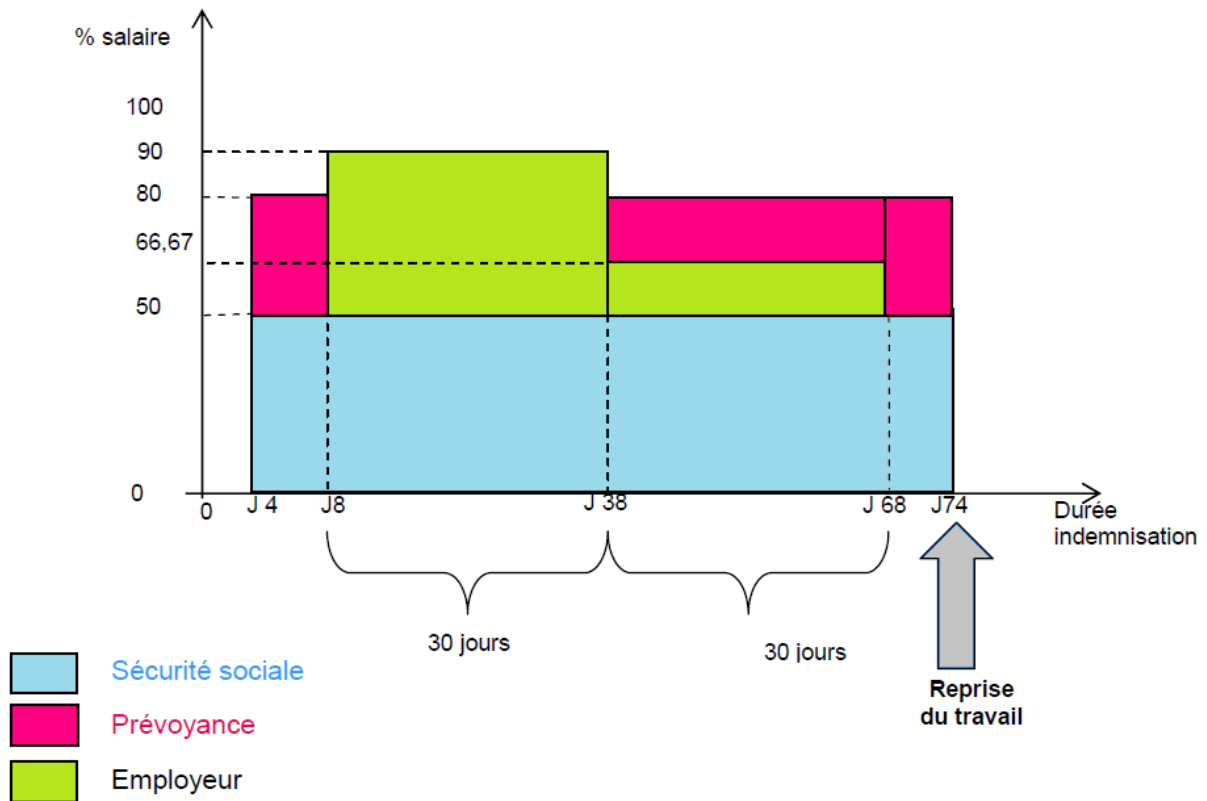 % salaire
100
90
80
66,67
50
0
0
J 4
J8
J 38
J 68
J74
Durée
indemnisation
30 jours
30 jours
Reprise
du travail
Sécurité sociale
Prévoyance
Employeur